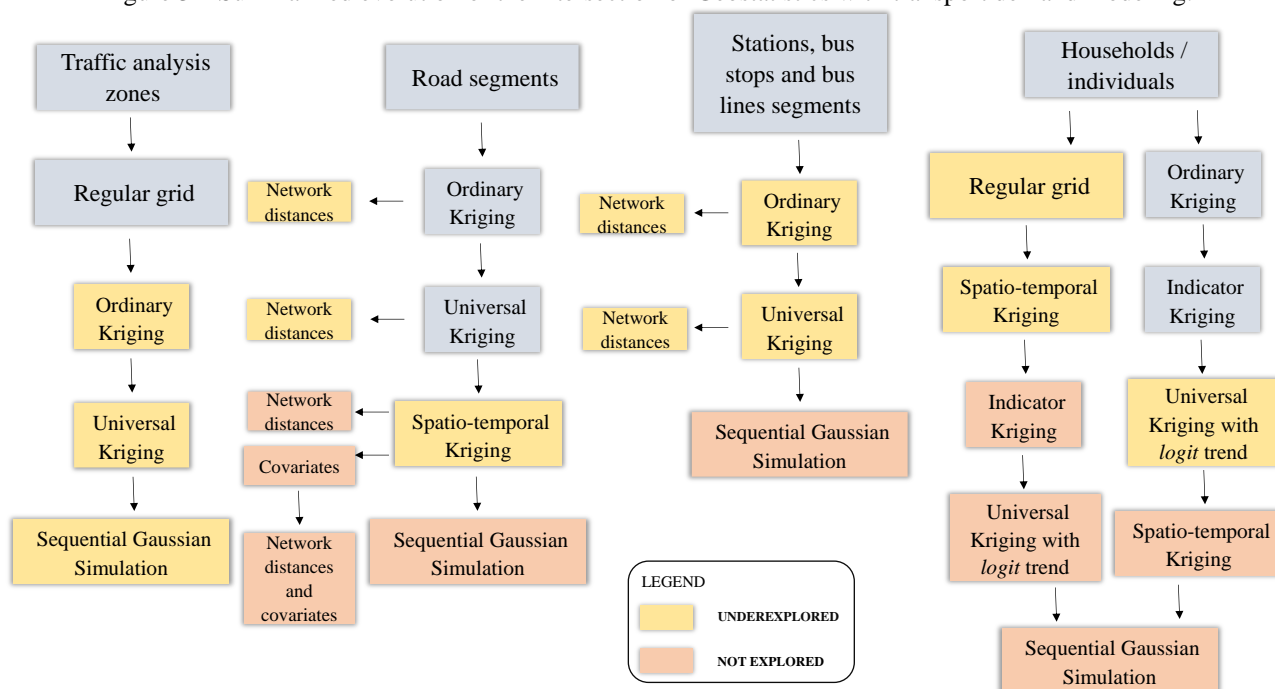 Traffic analysis
zones
Regular grid
Ordinary
Kriging
Universal
Kriging
Sequential Gaussian
Simulation
Road segments
Network
distances
Ordinary
Kriging
Network
distances
Universal
Kriging
Network
distances
Covariates
Spatio-temporal
Kriging
Network
distances
and
covariates
Sequential Gaussian
Simulation
Stations, bus
stops and bus
lines segments
Network
distances
Ordinary
Kriging
Network
distances
Universal
Kriging
Sequential Gaussian
Simulation
Households /
individuals
Regular grid
Spatio-temporal
Kriging
Indicator
Kriging
Universal
Kriging with
logit trend
Ordinary
Kriging
Indicator
Kriging
Universal
Kriging with
logit trend
Spatio-temporal
Kriging
Sequential Gaussian
Simulation
LEGEND
UNDEREXPLORED
NOT EXPLORED